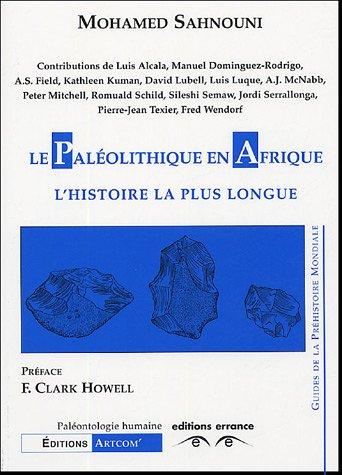 MOHAMED SAHNOUNI
Contributions de Luis Alcala, Manuel Dominguez-Rodrigo,
A.S. Field, Kathleen Kuman, David Lubell, Luis Luque, A.J. McNabb,
Peter Mitchell, Romuald Schild, Sileshi Semaw, Jordi Serrallonga,
Pierre-Jean Texier, Fred Wendorf
LE PALÉOLITHIQUE EN AFRIQUE
L'HISTOIRE LA PLUS LONGUE
PRÉFACE
F. CLARK HOWELL
GUIDES DE LA PRÉHISTOIRE MONDIALE
Paléontologie humaine
ÉDITIONS ARTCOM'
editions errance